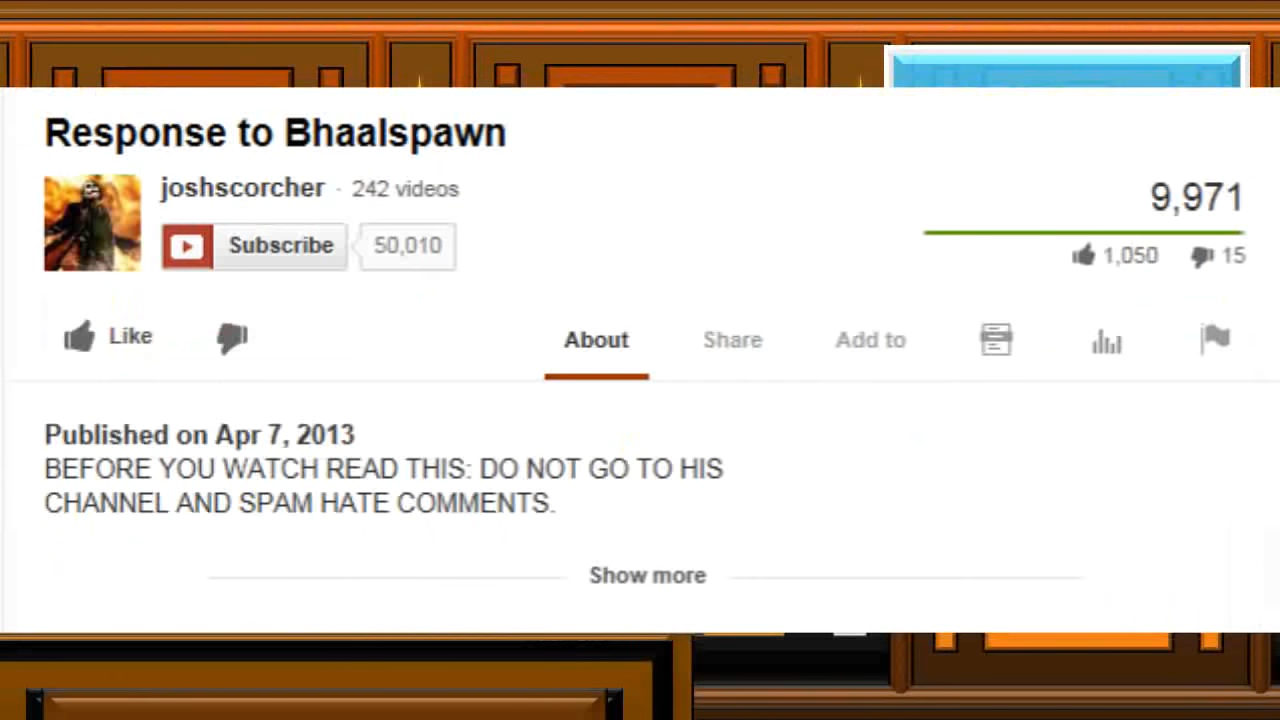 Response to Bhaalspawn
joshscorcher · 242 videos
9,971
Subscribe 50,010
1,050 15
Like
About Share Add to
Published on Apr 7, 2013
BEFORE YOU WATCH READ THIS: DO NOT GO TO HIS
CHANNEL AND SPAM HATE COMMENTS.
Show more